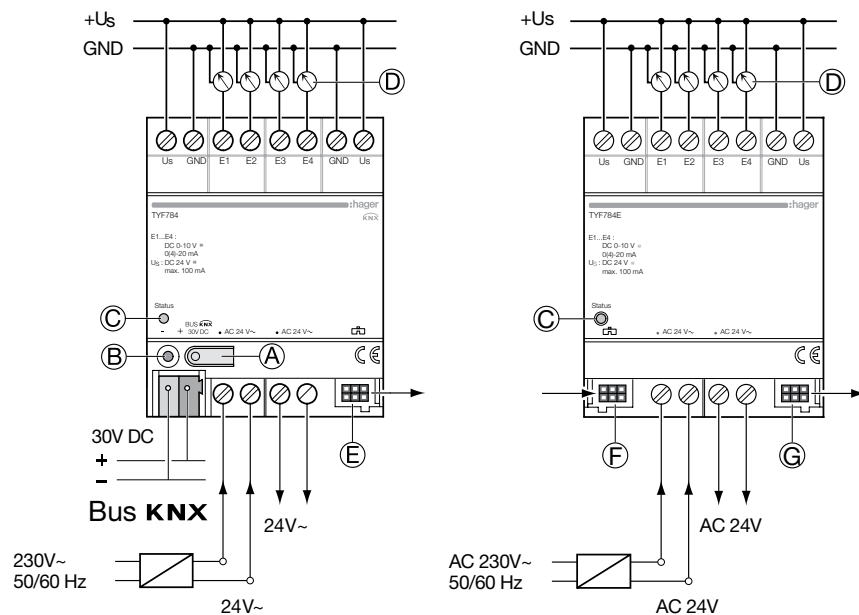 +Us
GND
D
Us GND E1 E2 E3 E4 GND Us
:hager
TYF784
KNX
E1...E4 :
DC 0-10 V =
0(4)-20 mA
Us : DC 24 V =
max. 100 mA
Status
C
BUS KNX
- + 30V DC • AC 24 V~ • AC 24 V~
B
A
CE
30V DC
E
+
-
Bus KNX
24V~
230V~
50/60 Hz
24V~
+Us
GND
D
Us GND E1 E2 E3 E4 GND Us
:hager
TYF784E
E1...E4 :
DC 0-10 V =
0(4)-20 mA
Us : DC 24 V =
max. 100 mA
Status
C
• AC 24 V~ • AC 24 V~
CE
F
G
AC 24V
AC 230V~
50/60 Hz
AC 24V